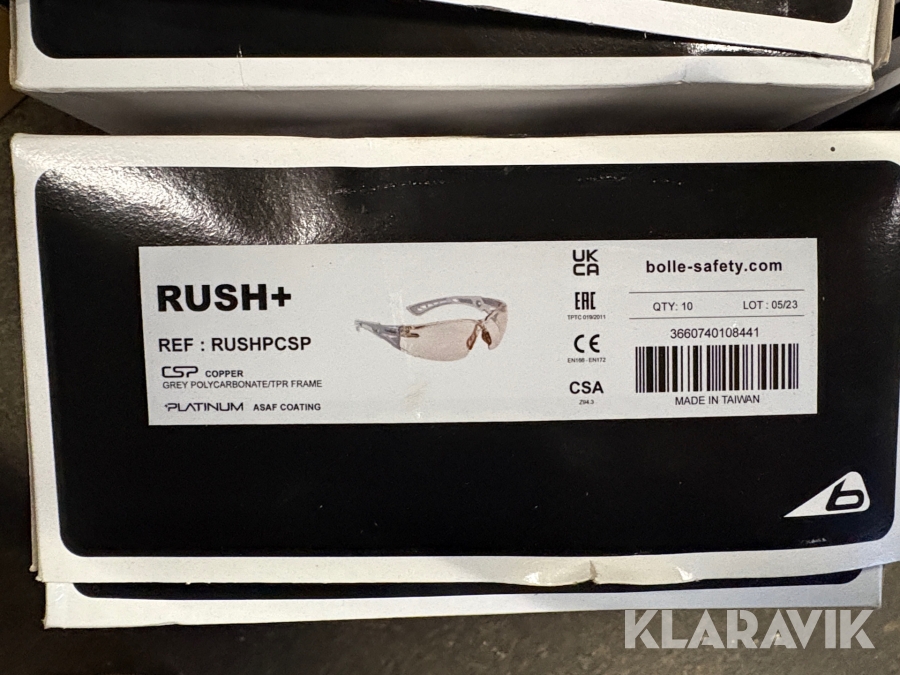 RUSH+
REF : RUSHPCSP
CSP COPPER
GREY POLYCARBONATE/TPR FRAME
+PLATINUM ASAF COATING
UK
CA
EAC
TPTC 019/2011
CE
EN166 - EN172
CSA
Z94.3
bolle-safety.com
QTY: 10 LOT : 05/23
3660740108441
MADE IN TAIWAN
b
KLARAVIK